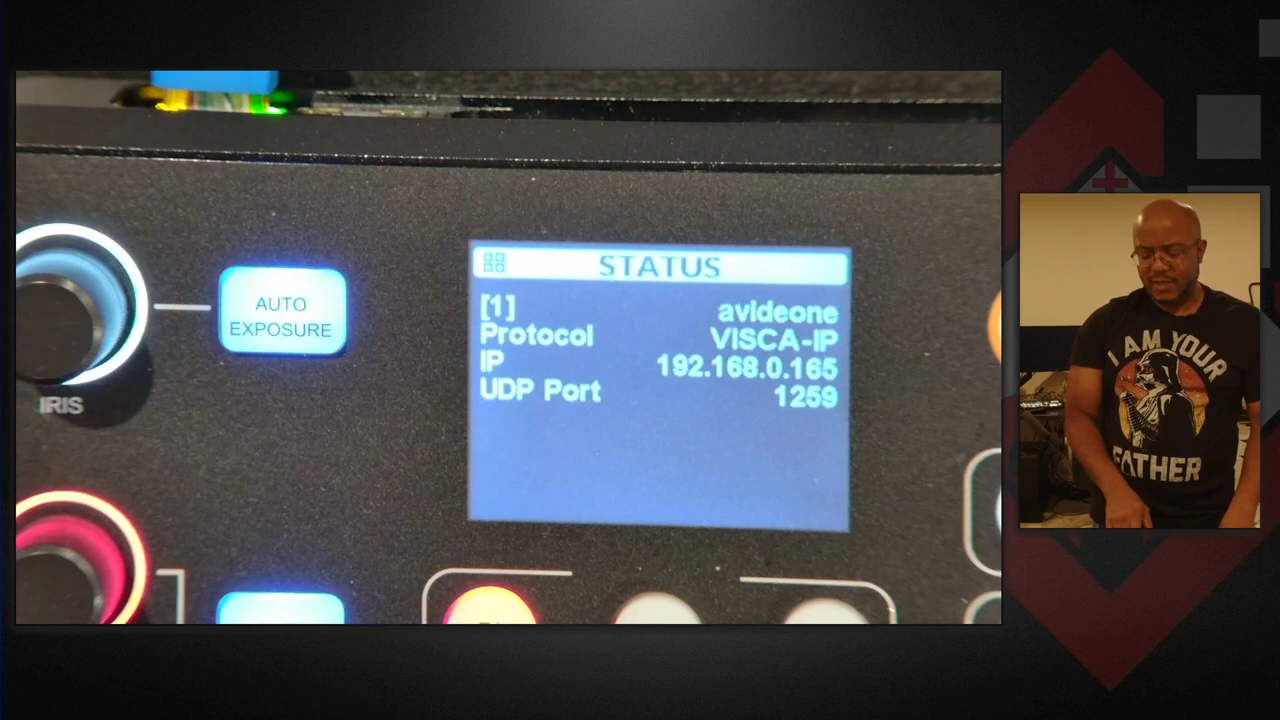 STATUS
[1] avideone
Protocol VISCA-IP
IP 192.168.0.165
UDP Port 1259
AUTO
EXPOSURE
IRIS
I AM YOUR
FATHER